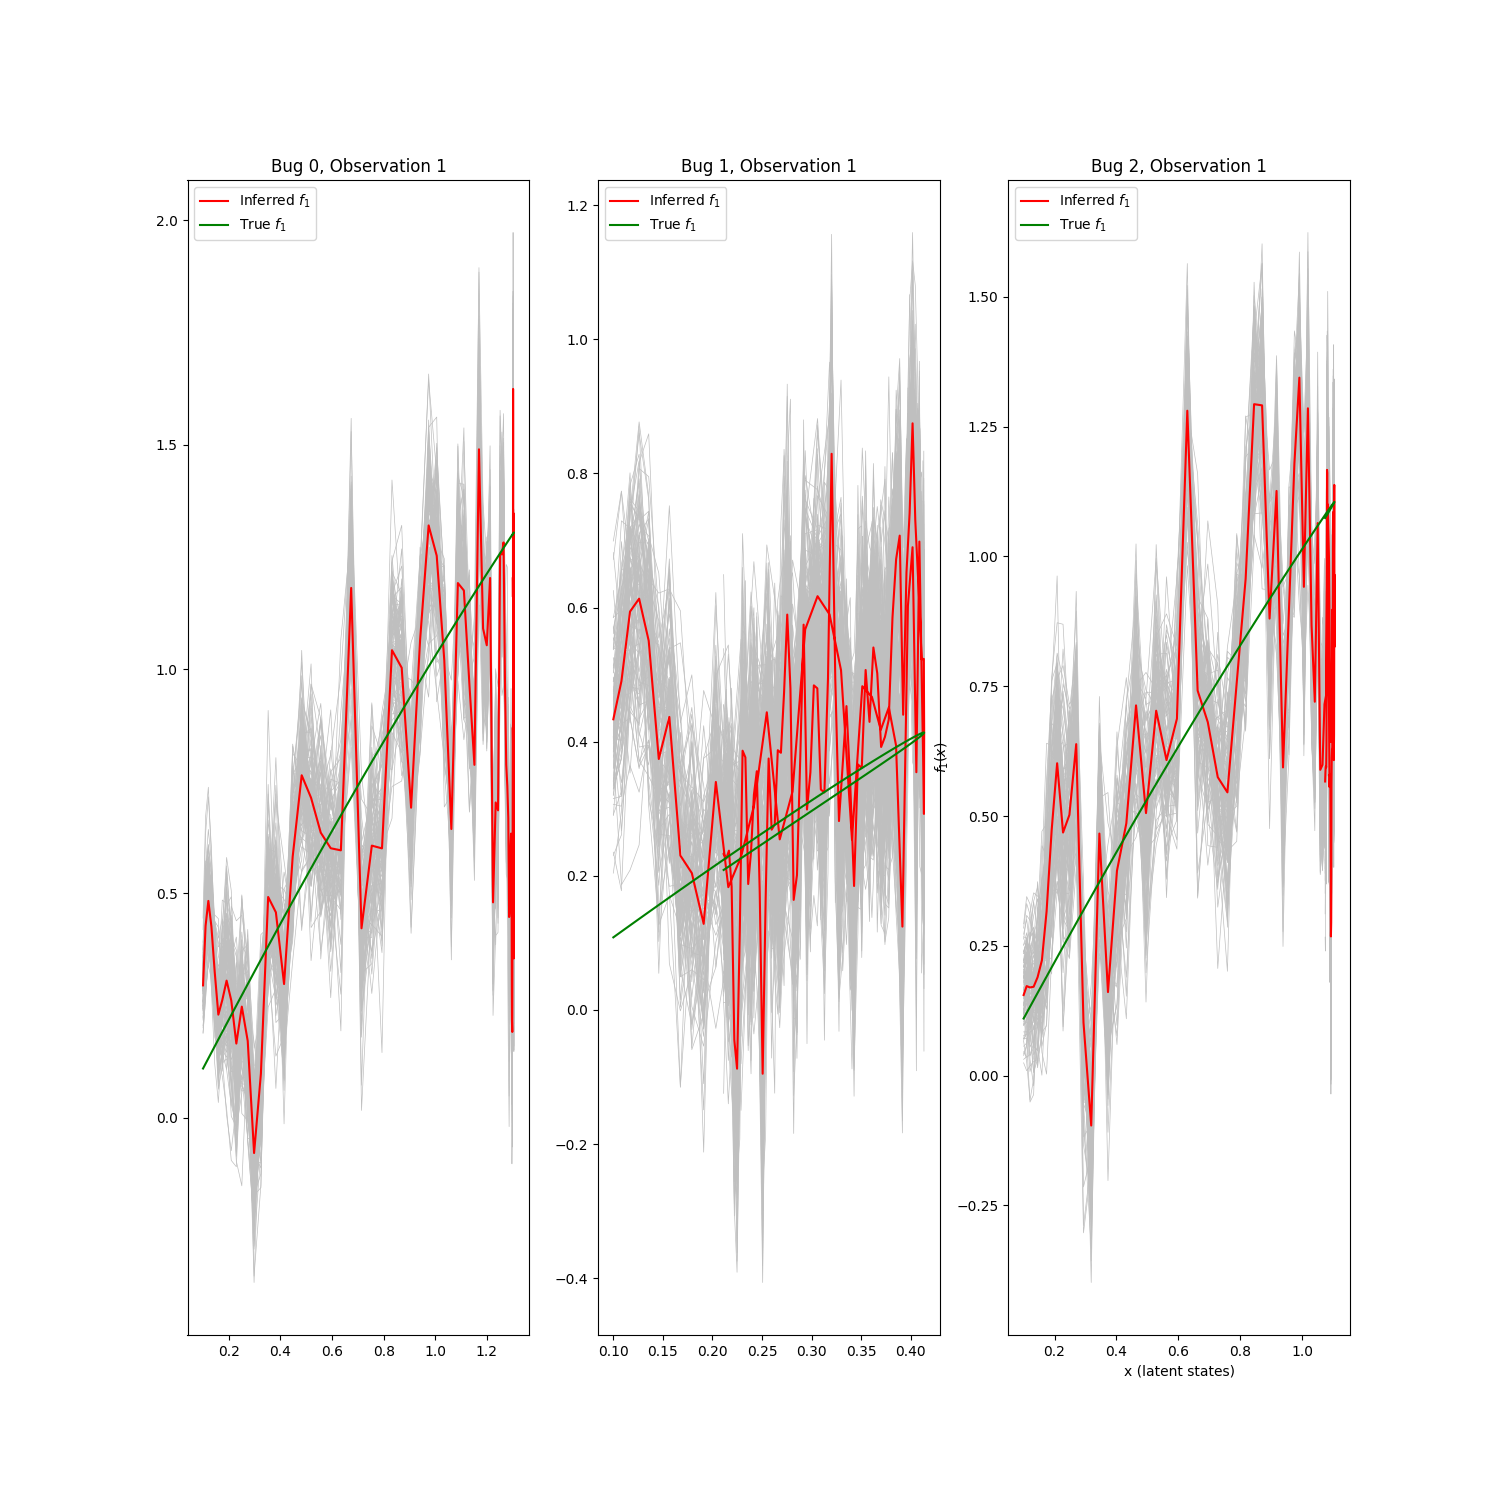 Bug 0, Observation 1
Inferred f₁
True f₁
2.0
1.5
1.0
0.5
0.0
0.2 0.4 0.6 0.8 1.0 1.2
Bug 1, Observation 1
Inferred f₁
True f₁
1.2
1.0
0.8
0.6
0.4
0.2
0.0
−0.2
−0.4
0.10 0.15 0.20 0.25 0.30 0.35 0.40
Bug 2, Observation 1
Inferred f₁
True f₁
f₁(x)
1.50
1.25
1.00
0.75
0.50
0.25
0.00
−0.25
0.2 0.4 0.6 0.8 1.0
x (latent states)